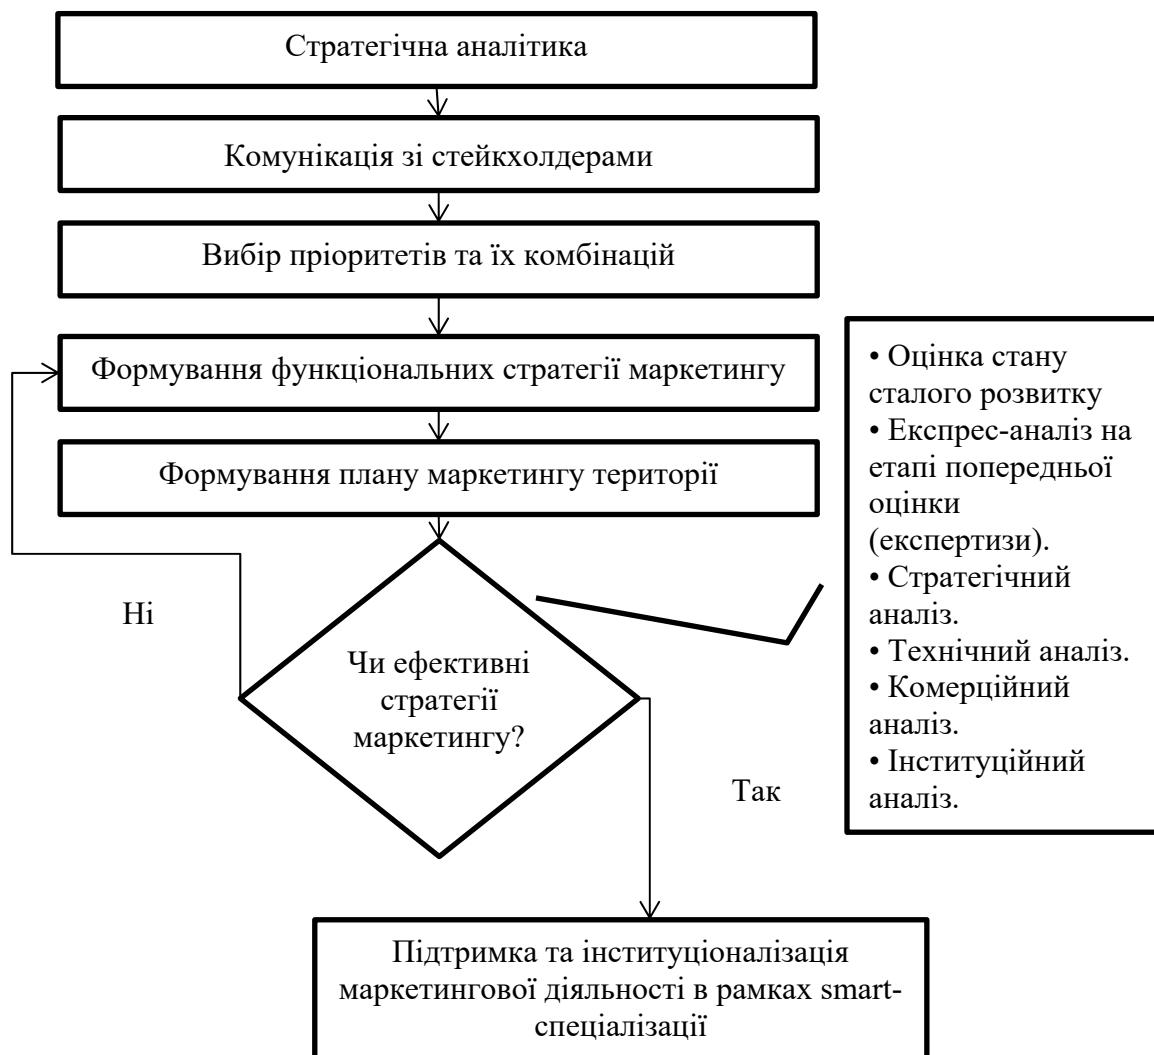 Стратегічна аналітика
Комунікація зі стейкхолдерами
Вибір пріоритетів та їх комбінацій
Формування функціональних стратегії маркетингу
Формування плану маркетингу території
Ні
Чи ефективні
стратегії
маркетингу?
Так
• Оцінка стану
сталого розвитку
• Експрес-аналіз на
етапі попередньої
оцінки
(експертизи).
• Стратегічний
аналіз.
• Технічний аналіз.
• Комерційний
аналіз.
• Інституційний
аналіз.
Підтримка та інституціоналізація
маркетингової діяльності в рамках smart-
спеціалізації